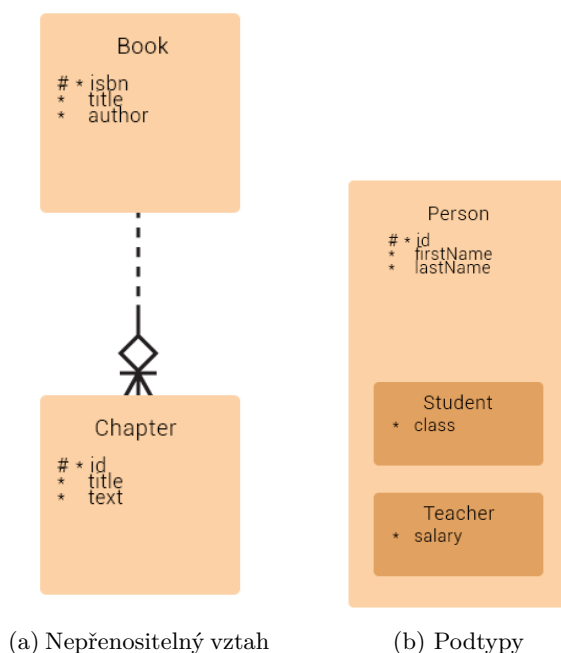 Book
# * isbn
* title
* author
Chapter
# * id
* title
* text
(a) Nepřenositelný vztah
Person
# * id
* firstName
* lastName
Student
* class
Teacher
* salary
(b) Podtypy